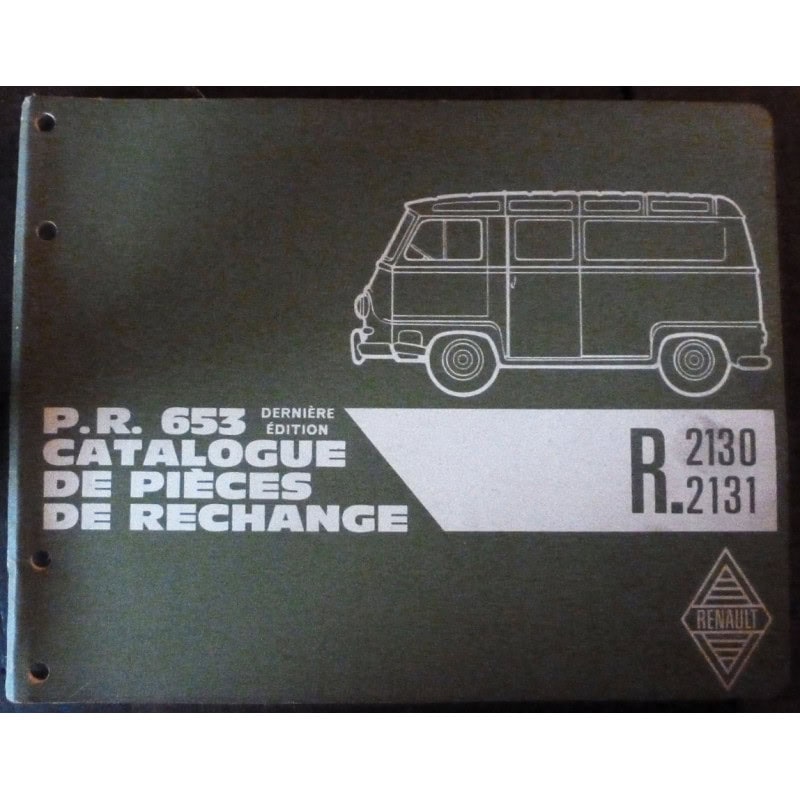 P.R. 653 DERNIÈRE ÉDITION
CATALOGUE
DE PIÈCES
DE RECHANGE
R. 2130
2131
RENAULT